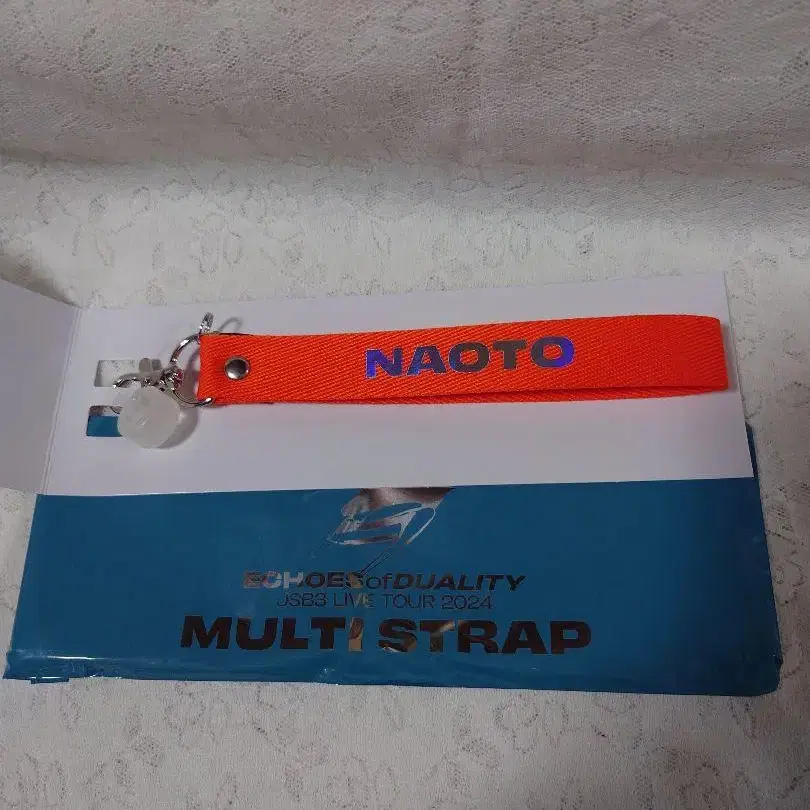 NAOTO
ECHOES of DUALITY
JSB3 LIVE TOUR 2024
MULTI STRAP